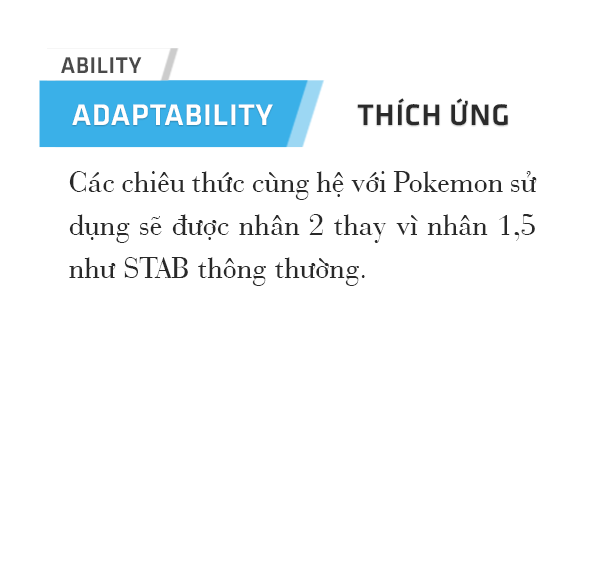 ABILITY
ADAPTABILITY THÍCH ỨNG
Các chiêu thức cùng hệ với Pokemon sử
dụng sẽ được nhân 2 thay vì nhân 1,5
như STAB thông thường.